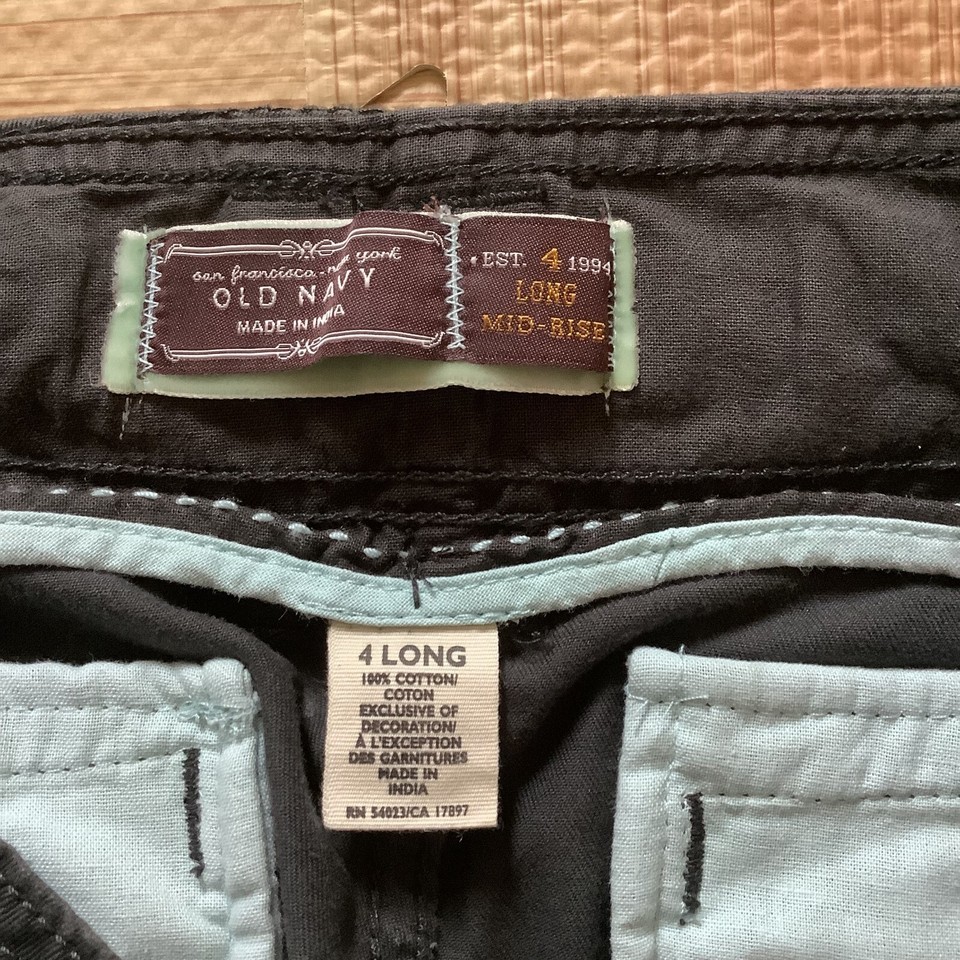 san francisco - new york
OLD NAVY
MADE IN INDIA
EST. 4 1994
LONG
MID-RISE
4 LONG
100% COTTON/
COTON
EXCLUSIVE OF
DECORATION/
À L'EXCEPTION
DES GARNITURES
MADE IN
INDIA
RN 54023/CA 17897